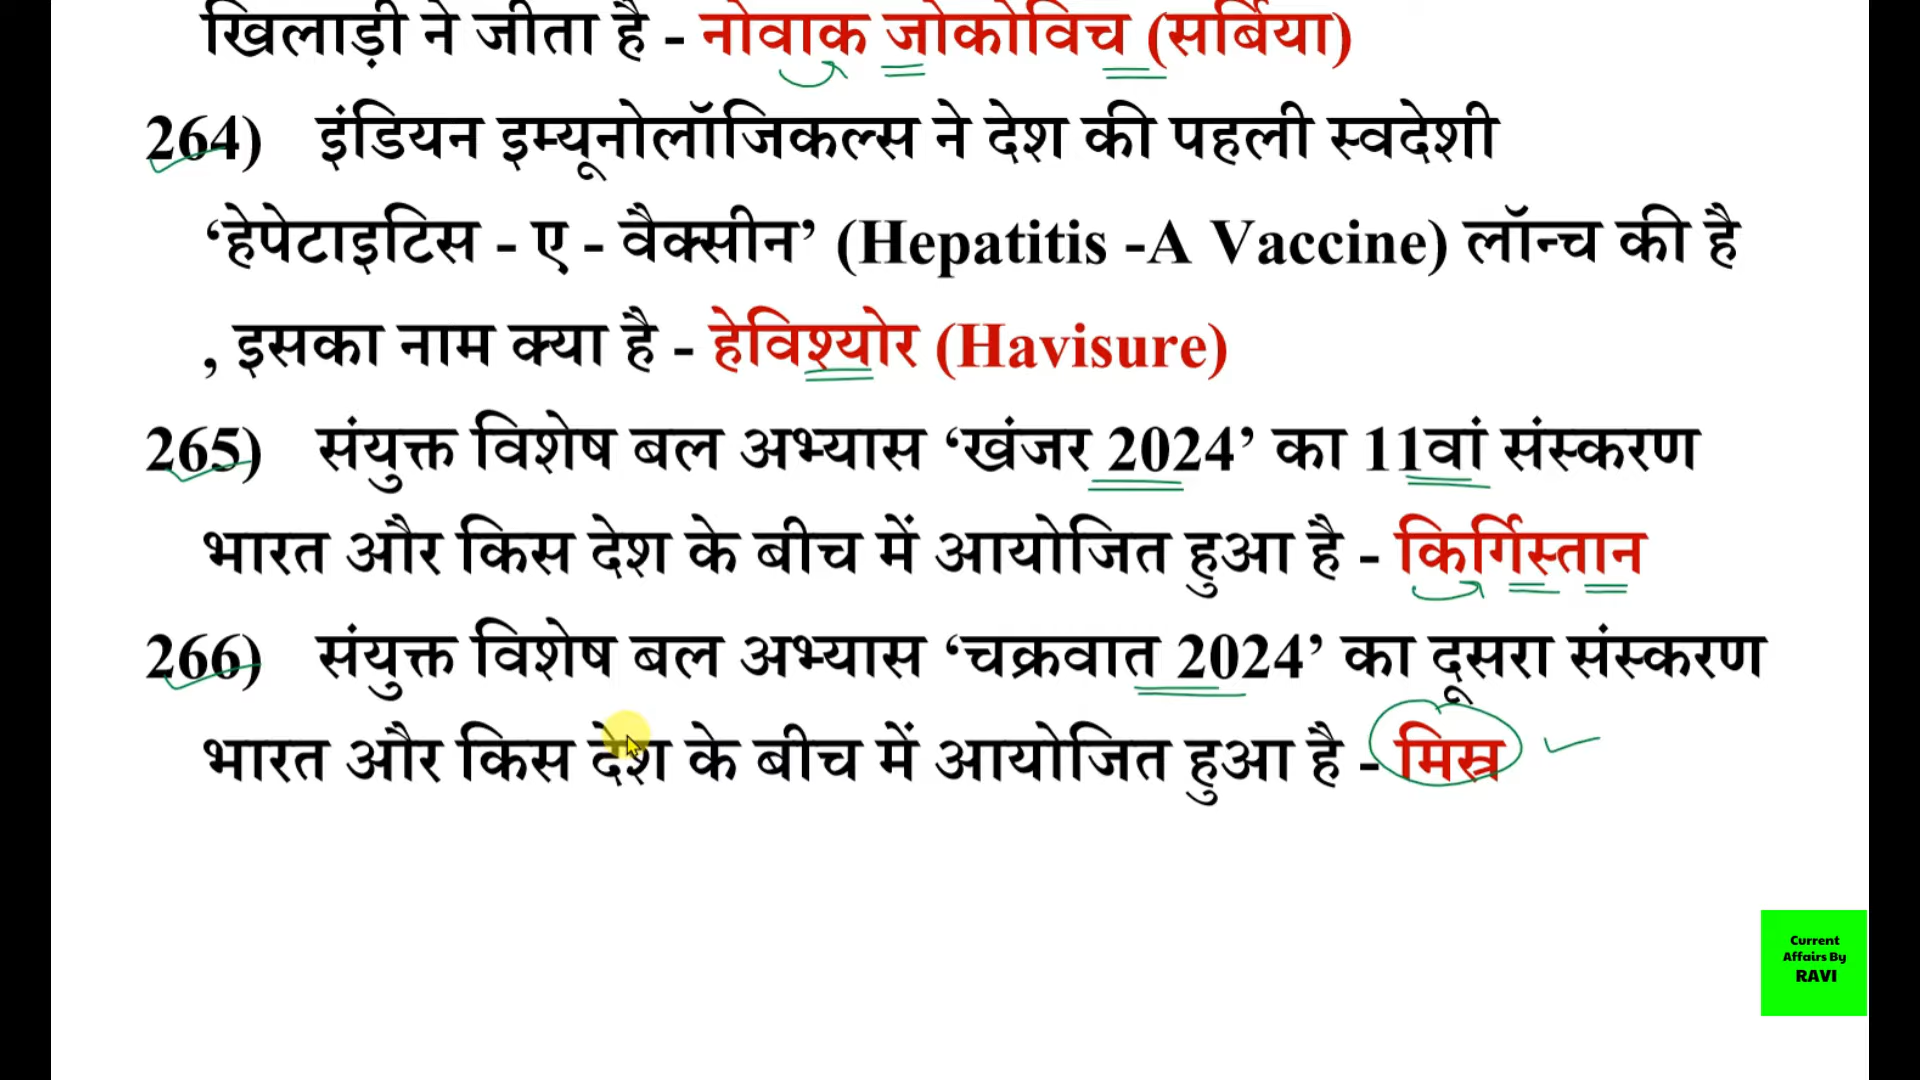 खिलाड़ी ने जीता है - नोवाक जोकोविच (सर्बिया)
264) इंडियन इम्यूनोलॉजिकल्स ने देश की पहली स्वदेशी
‘हेपेटाइटिस - ए - वैक्सीन’ (Hepatitis -A Vaccine) लॉन्च की है
, इसका नाम क्या है - हेविश्योर (Havisure)
265) संयुक्त विशेष बल अभ्यास ‘खंजर 2024’ का 11वां संस्करण
भारत और किस देश के बीच में आयोजित हुआ है - किर्गिस्तान
266) संयुक्त विशेष बल अभ्यास ‘चक्रवात 2024’ का दूसरा संस्करण
भारत और किस देश के बीच में आयोजित हुआ है - मिस्र
Current
Affairs By
RAVI